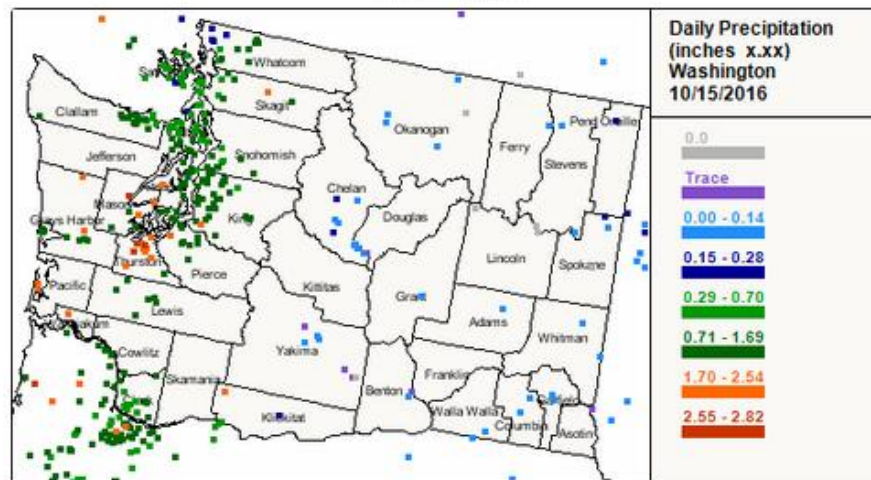 Daily Precipitation
(inches x.xx)
Washington
10/15/2016
0.0
Trace
0.00 - 0.14
0.15 - 0.28
0.29 - 0.70
0.71 - 1.69
1.70 - 2.54
2.55 - 2.82
Whatcom
Skagit
Clallam
Okanogan
Ferry
Pend Oreille
Stevens
Jefferson
Snohomish
Chelan
Mason
Douglas
Grays Harbor
King
Lincoln
Spokane
Thurston
Pierce
Kittitas
Pacific
Grant
Lewis
Adams
Whitman
Yakima
Cowlitz
Skamania
Benton
Franklin
Garfield
Walla Walla
Columbia
Klickitat
Asotin